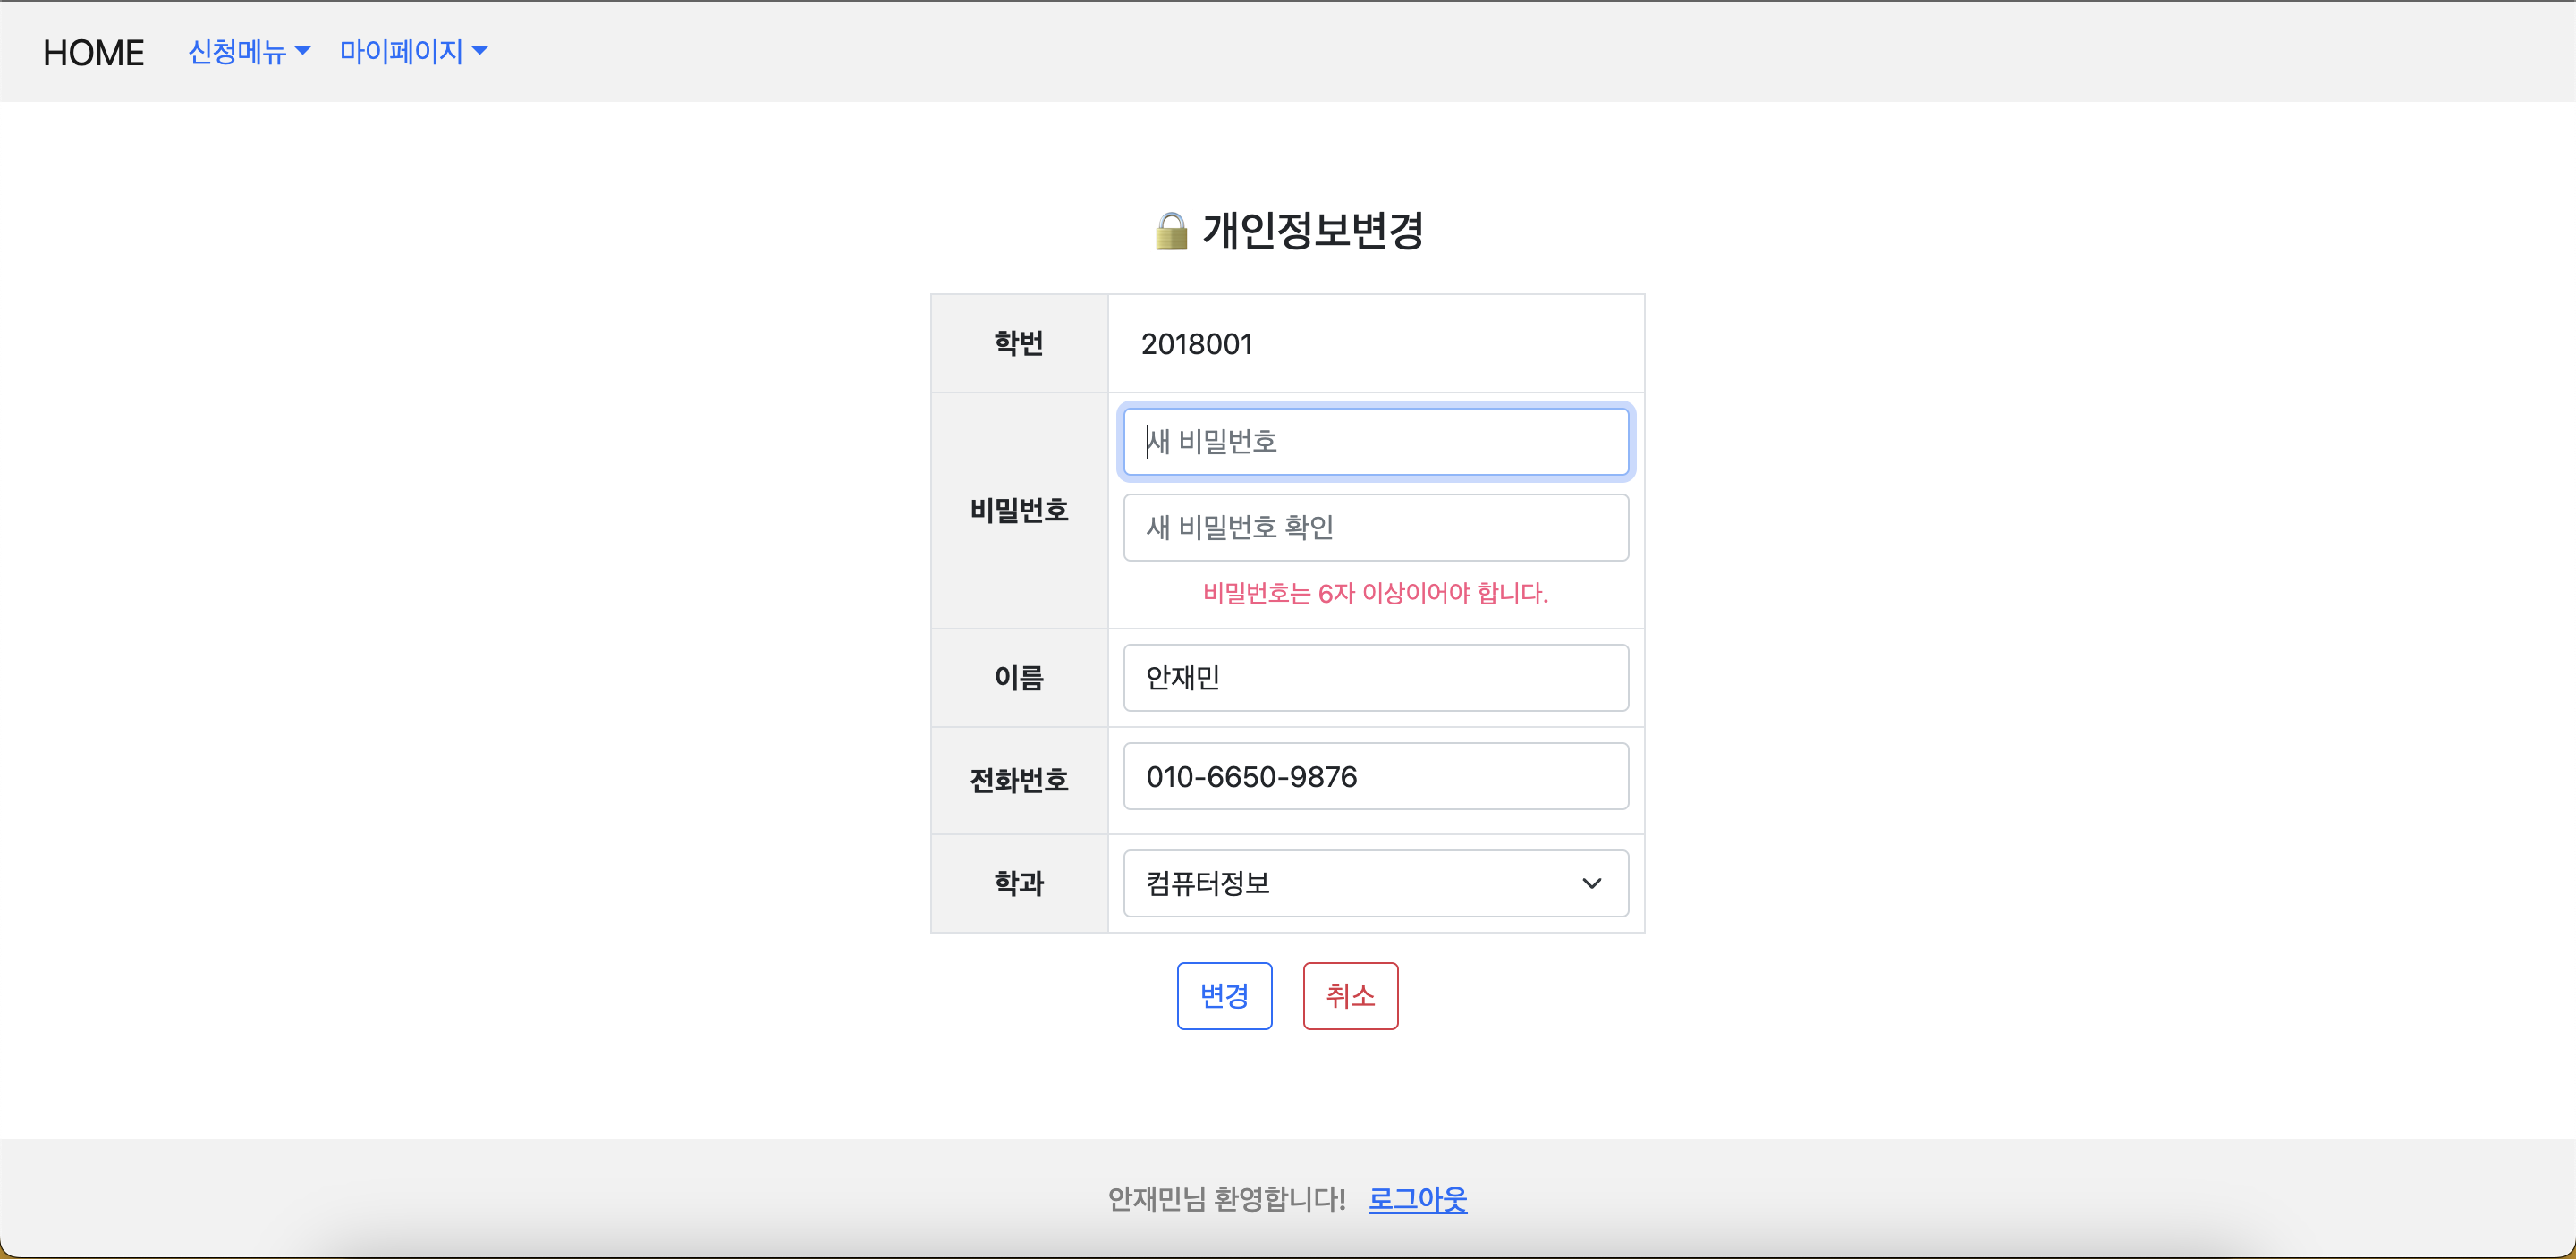 HOME 신청메뉴 마이페이지
🔒 개인정보변경
학번 2018001
비밀번호
새 비밀번호
새 비밀번호 확인
비밀번호는 6자 이상이어야 합니다.
이름 안재민
전화번호 010-6650-9876
학과 컴퓨터정보
변경 취소
안재민님 환영합니다! 로그아웃